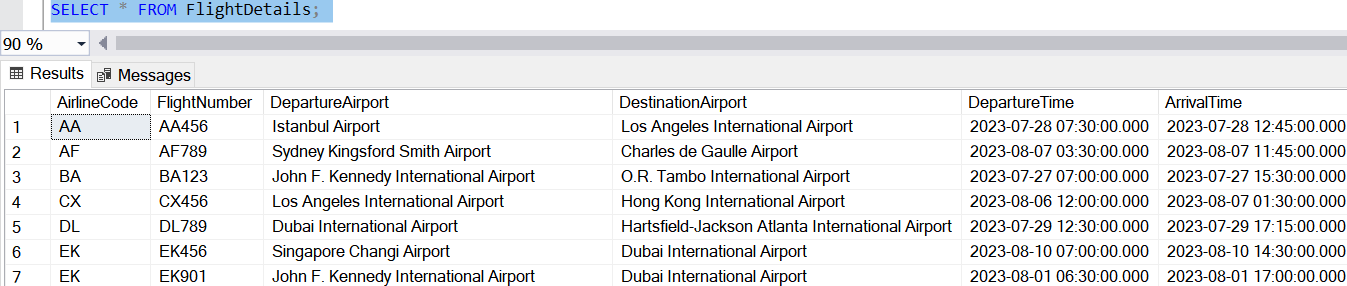 SELECT * FROM FlightDetails;
90 %
Results Messages
AirlineCode FlightNumber DepartureAirport DestinationAirport DepartureTime ArrivalTime
1 AA AA456 Istanbul Airport Los Angeles International Airport 2023-07-28 07:30:00.000 2023-07-28 12:45:00.000
2 AF AF789 Sydney Kingsford Smith Airport Charles de Gaulle Airport 2023-08-07 03:30:00.000 2023-08-07 11:45:00.000
3 BA BA123 John F. Kennedy International Airport O.R. Tambo International Airport 2023-07-27 07:00:00.000 2023-07-27 15:30:00.000
4 CX CX456 Los Angeles International Airport Hong Kong International Airport 2023-08-06 12:00:00.000 2023-08-07 01:30:00.000
5 DL DL789 Dubai International Airport Hartsfield-Jackson Atlanta International Airport 2023-07-29 12:30:00.000 2023-07-29 17:15:00.000
6 EK EK456 Singapore Changi Airport Dubai International Airport 2023-08-10 07:00:00.000 2023-08-10 14:30:00.000
7 EK EK901 John F. Kennedy International Airport Dubai International Airport 2023-08-01 06:30:00.000 2023-08-01 17:00:00.000